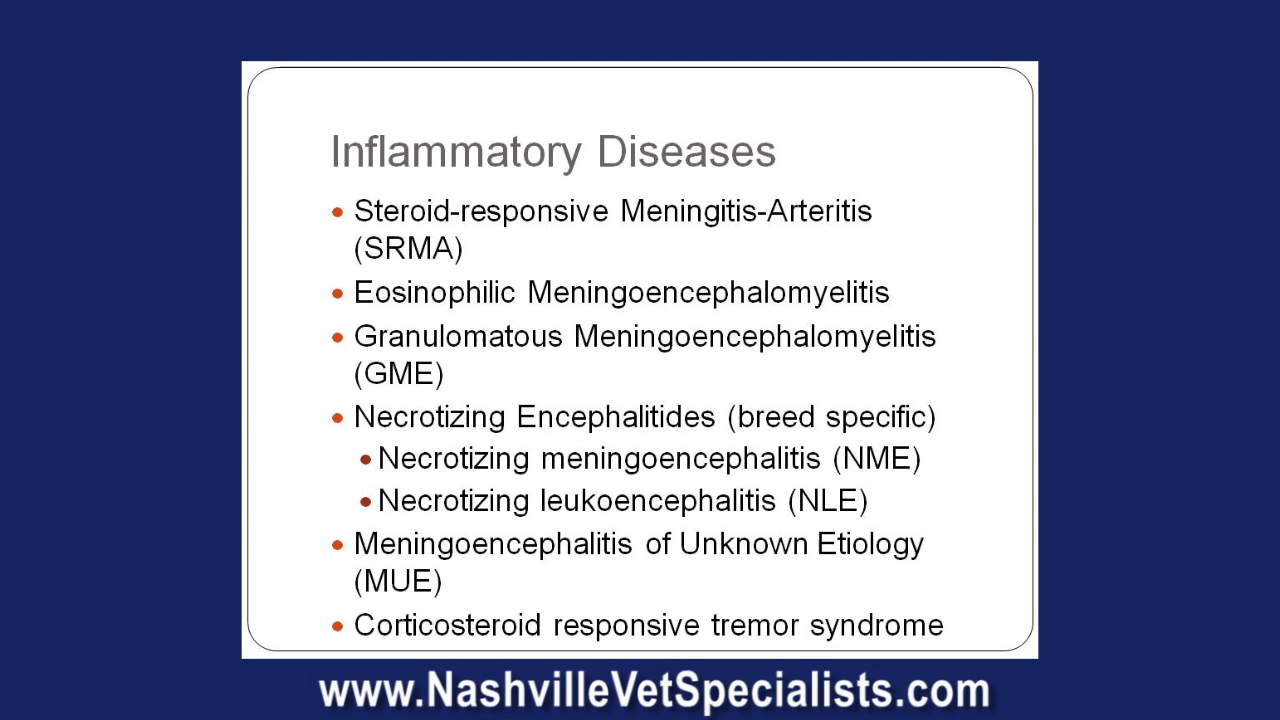 Inflammatory Diseases
• Steroid-responsive Meningitis-Arteritis
(SRMA)
• Eosinophilic Meningoencephalomyelitis
• Granulomatous Meningoencephalomyelitis
(GME)
• Necrotizing Encephalitides (breed specific)
• Necrotizing meningoencephalitis (NME)
• Necrotizing leukoencephalitis (NLE)
• Meningoencephalitis of Unknown Etiology
(MUE)
• Corticosteroid responsive tremor syndrome
www.NashvilleVetSpecialists.com